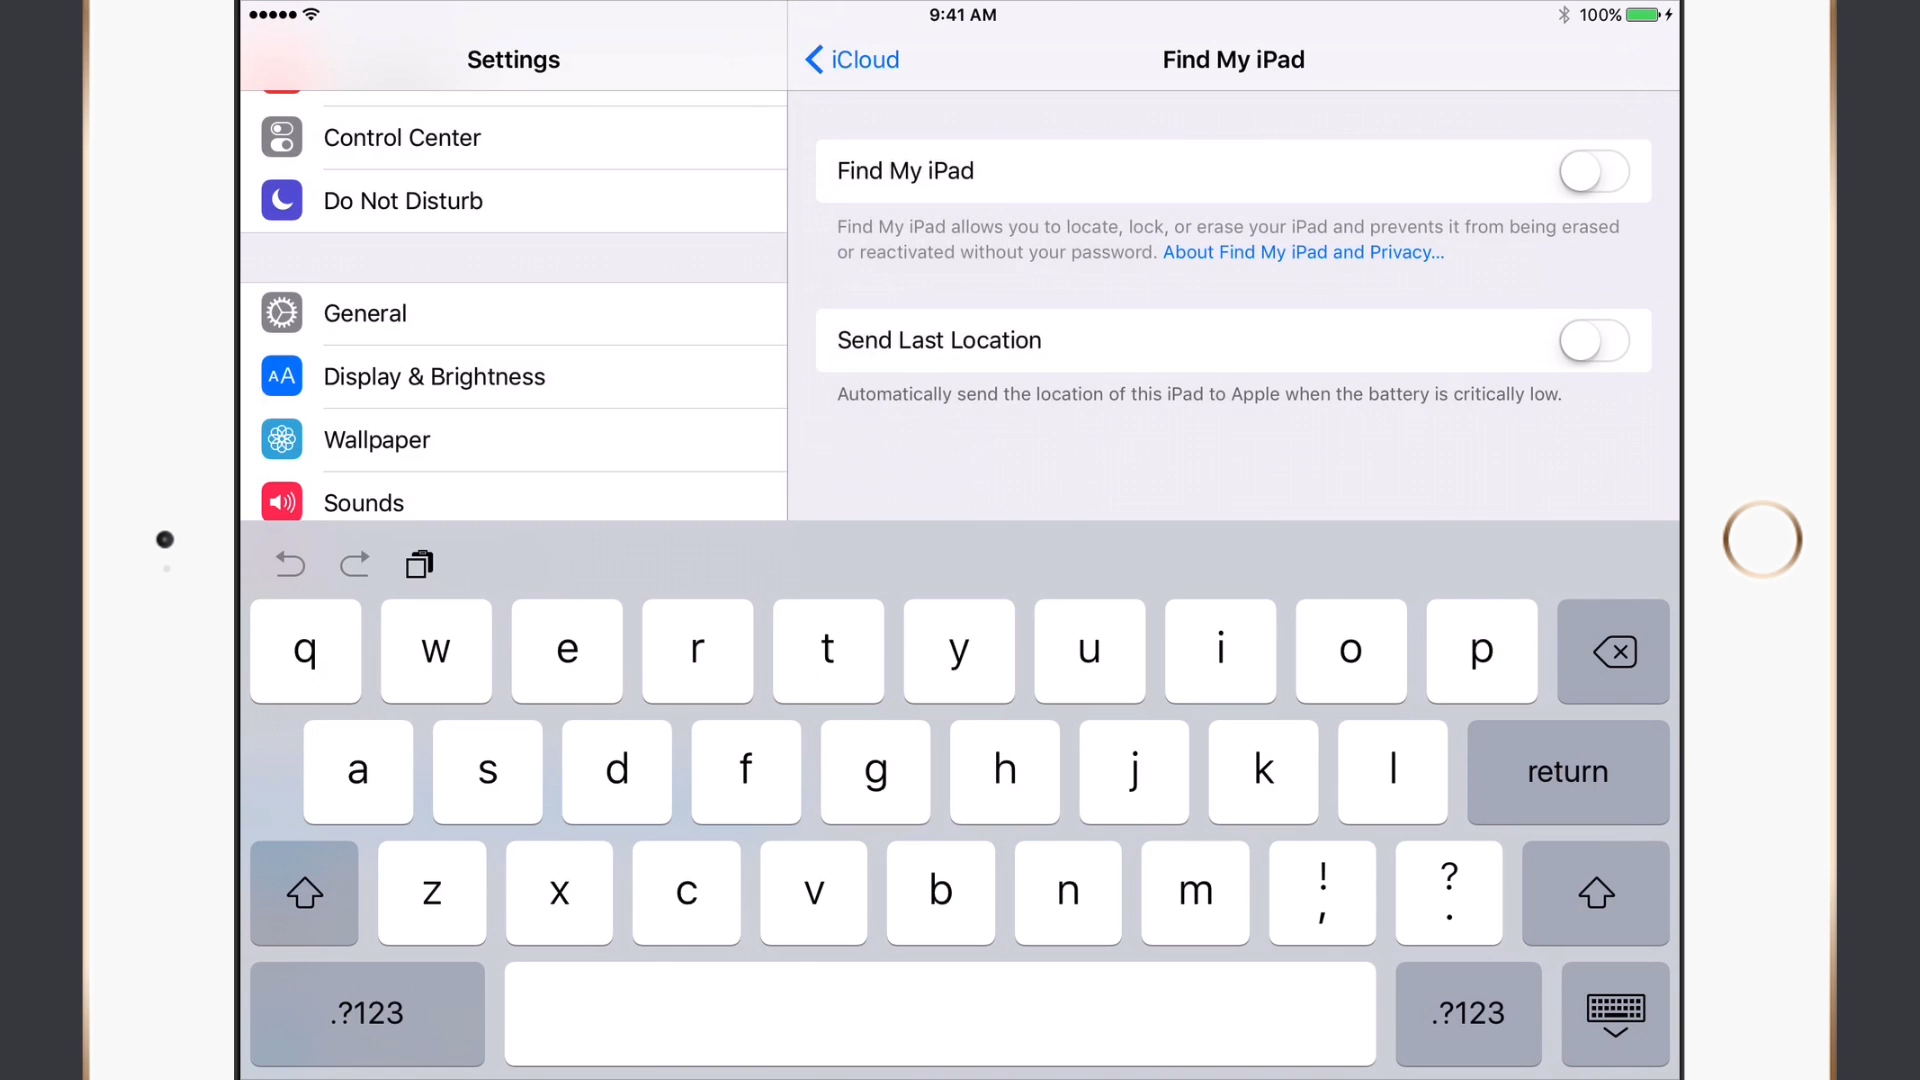 9:41 AM
100%
Settings
iCloud
Find My iPad
Control Center
Do Not Disturb
General
AA
Display & Brightness
Wallpaper
Sounds
Find My iPad
Find My iPad allows you to locate, lock, or erase your iPad and prevents it from being erased
or reactivated without your password. About Find My iPad and Privacy...
Send Last Location
Automatically send the location of this iPad to Apple when the battery is critically low.
q w e r t y u i o p
a s d f g h j k l return
z x c v b n m ! , ? .
.?123 .?123